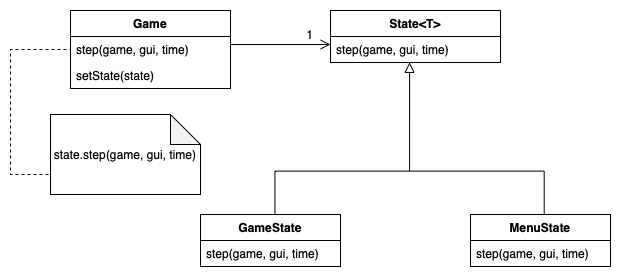 Game
step(game, gui, time)
setState(state)
1
State<T>
step(game, gui, time)
state.step(game, gui, time)
GameState
step(game, gui, time)
MenuState
step(game, gui, time)